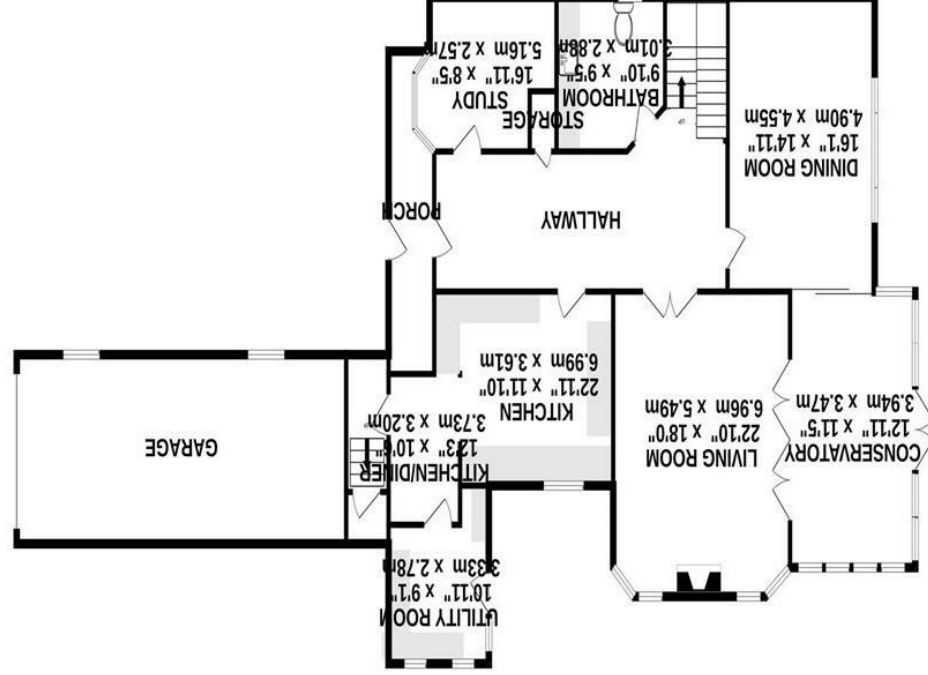 UTILITY ROOM
10'11" x 9'1"
3.33m x 2.78m
CONSERVATORY
12'11" x 11'5"
3.94m x 3.47m
LIVING ROOM
22'10" x 18'0"
6.96m x 5.49m
KITCHEN/DINER
12'3" x 10'6"
3.73m x 3.20m
GARAGE
KITCHEN
22'11" x 11'10"
6.99m x 3.61m
HALLWAY
PORCH
DINING ROOM
16'1" x 14'11"
4.90m x 4.55m
STORAGE
BATHROOM
9'10" x 9'5"
3.01m x 2.88m
STUDY
16'11" x 8'5"
5.16m x 2.57m